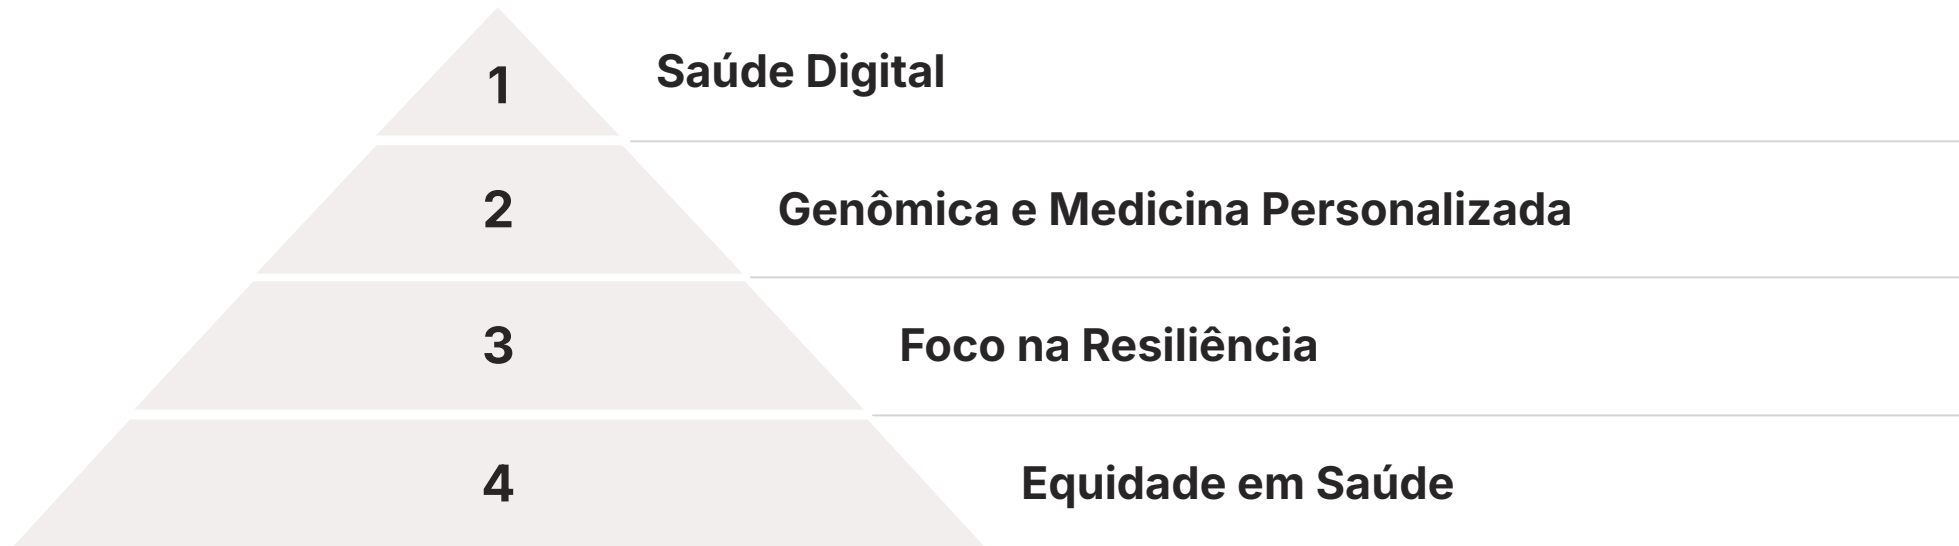 1
Saúde Digital
2
Genômica e Medicina Personalizada
3
Foco na Resiliência
4
Equidade em Saúde